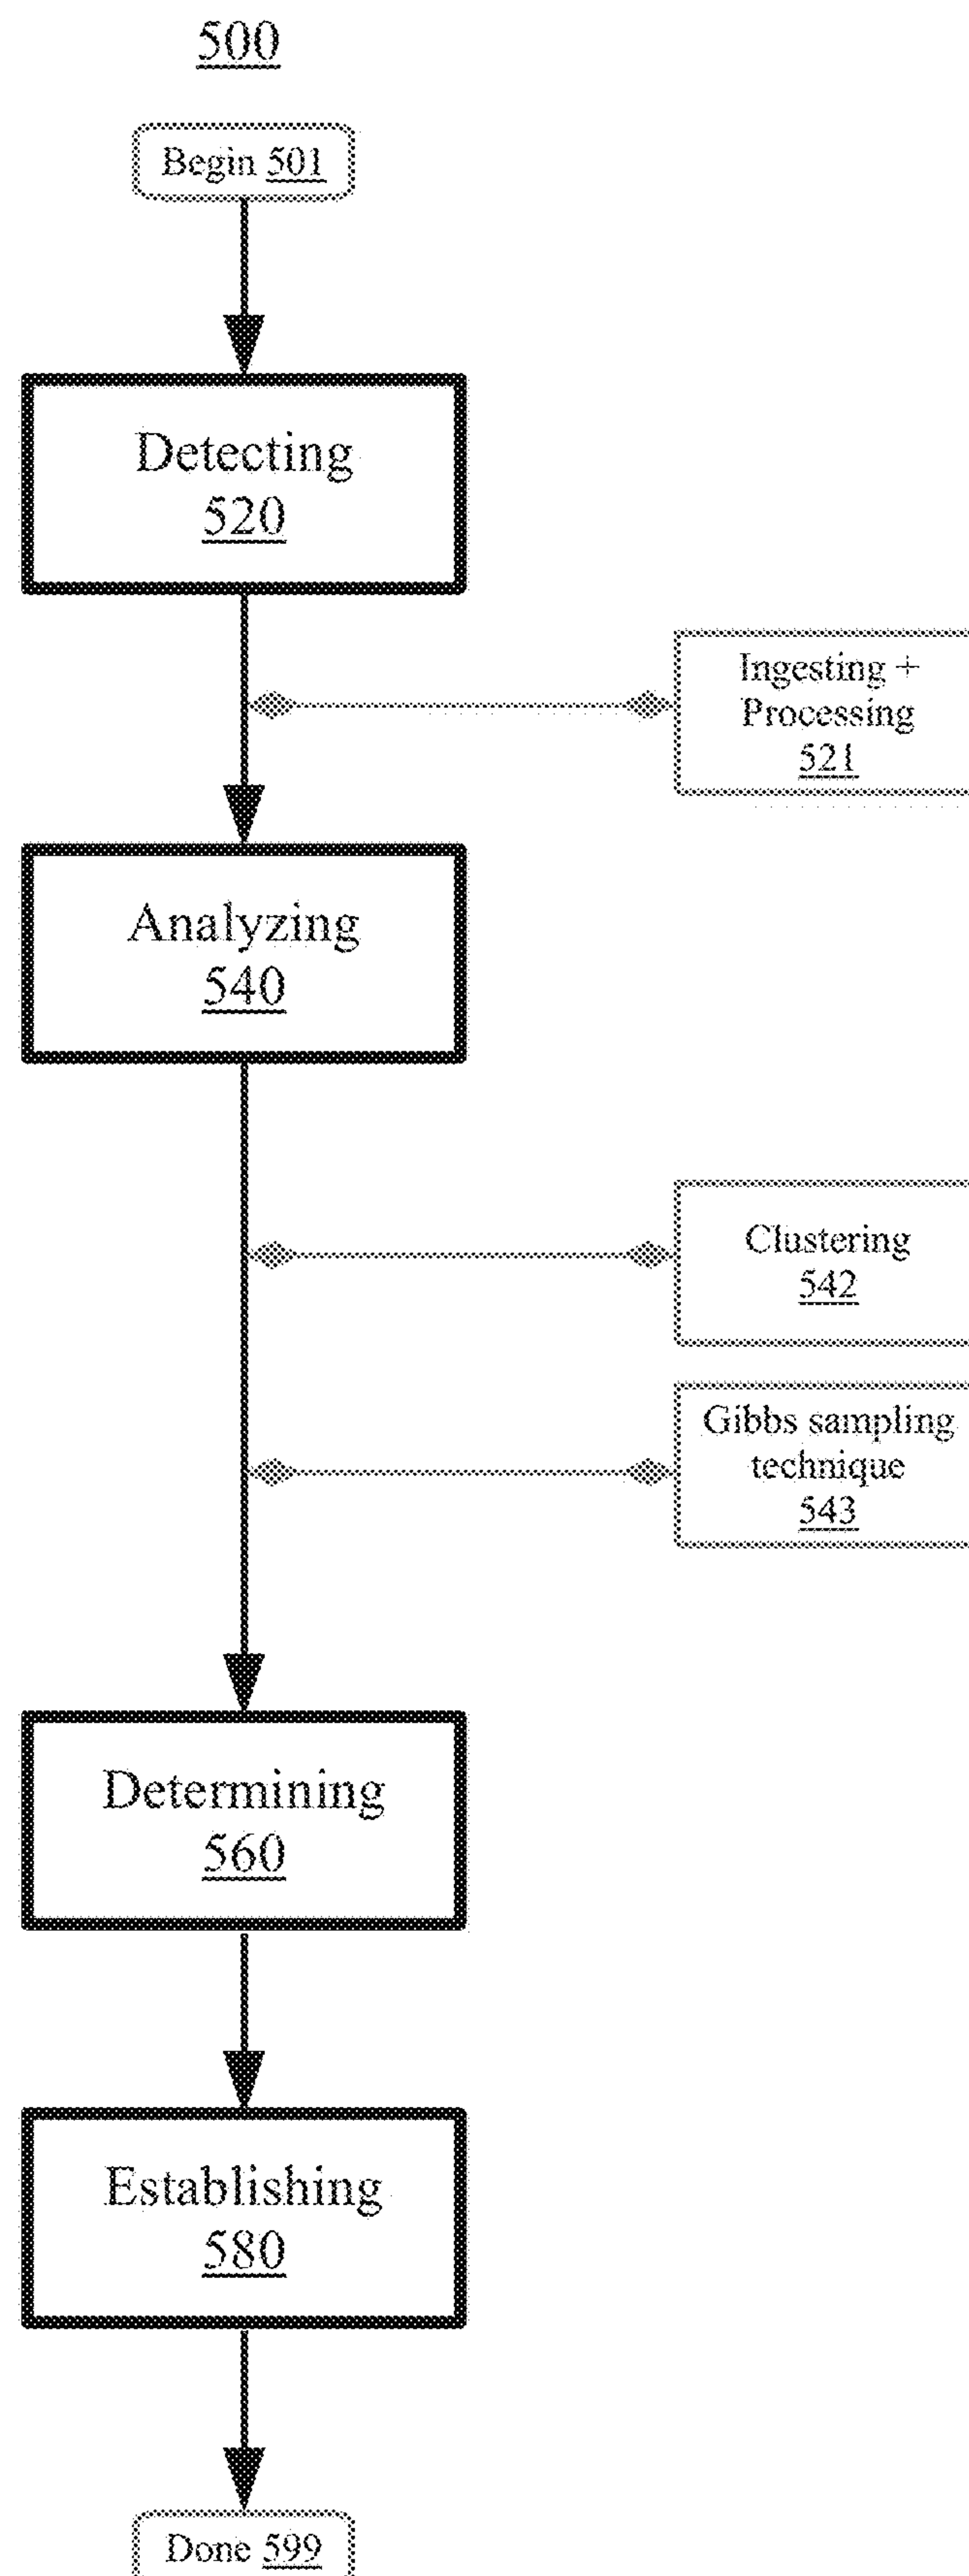 500
Begin 501
Detecting
520
Ingesting +
Processing
521
Analyzing
540
Clustering
542
Gibbs sampling
technique
543
Determining
560
Establishing
580
Done 599